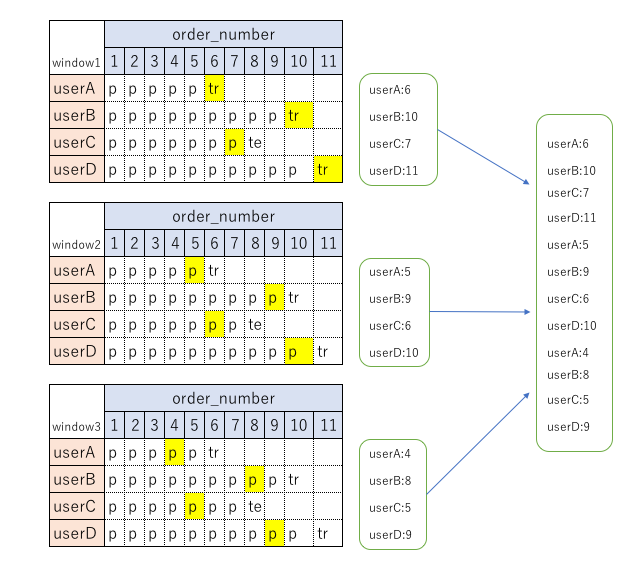 order_number
window1 1 2 3 4 5 6 7 8 9 10 11
userA p p p p p tr
userB p p p p p p p p p tr
userC p p p p p p p te
userD p p p p p p p p p p tr
userA:6
userB:10
userC:7
userD:11
order_number
window2 1 2 3 4 5 6 7 8 9 10 11
userA p p p p p tr
userB p p p p p p p p p tr
userC p p p p p p p te
userD p p p p p p p p p p tr
userA:5
userB:9
userC:6
userD:10
order_number
window3 1 2 3 4 5 6 7 8 9 10 11
userA p p p p p tr
userB p p p p p p p p p tr
userC p p p p p p p te
userD p p p p p p p p p p tr
userA:4
userB:8
userC:5
userD:9
userA:6
userB:10
userC:7
userD:11
userA:5
userB:9
userC:6
userD:10
userA:4
userB:8
userC:5
userD:9